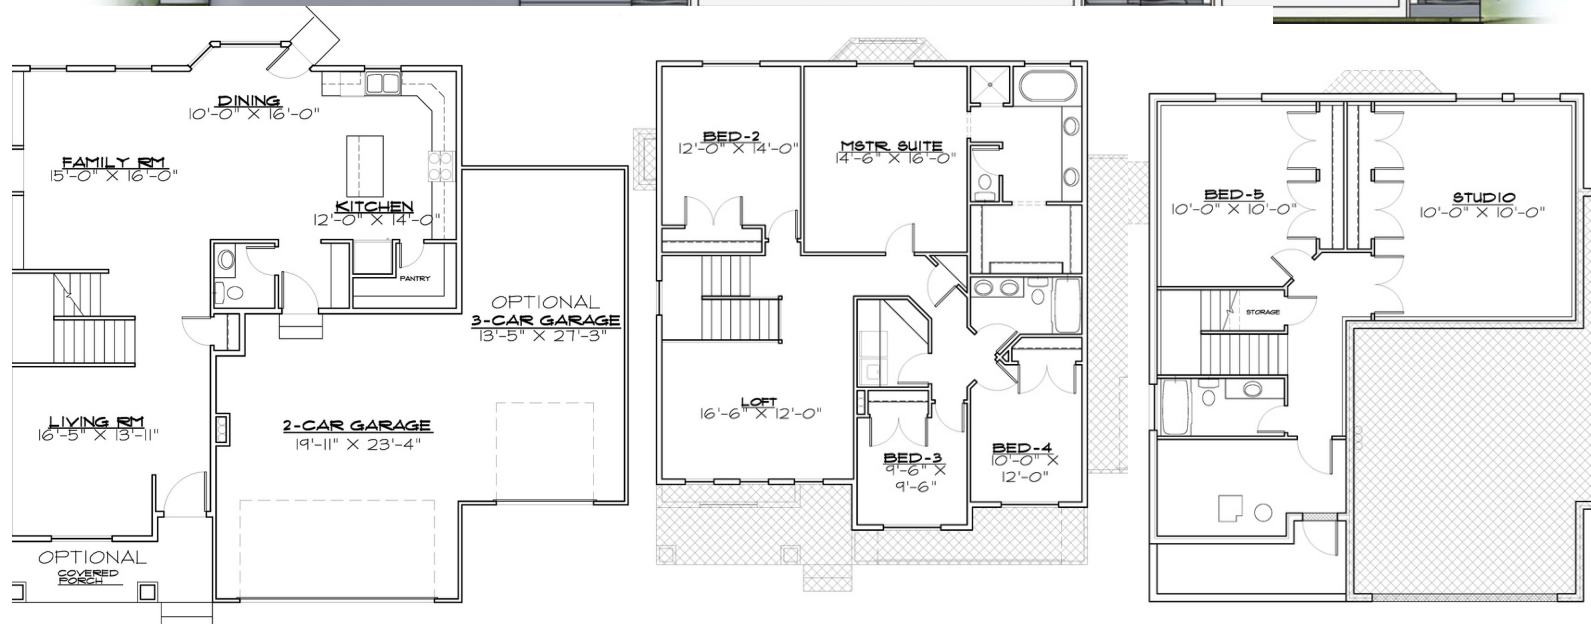 DINING
10'-0" X 16'-0"
FAMILY RM
15'-0" X 16'-0"
KITCHEN
12'-0" X 14'-0"
PANTRY
OPTIONAL
3-CAR GARAGE
13'-5" X 27'-3"
LIVING RM
16'-5" X 13'-11"
2-CAR GARAGE
19'-11" X 23'-4"
OPTIONAL
COVERED
PORCH
BED-2
12'-0" X 14'-0"
MSTR. SUITE
14'-6" X 16'-0"
LOFT
16'-6" X 12'-0"
BED-3
9'-6" X
9'-6"
BED-4
10'-0" X
12'-0"
BED-5
10'-0" X 10'-0"
STUDIO
10'-0" X 10'-0"
STORAGE